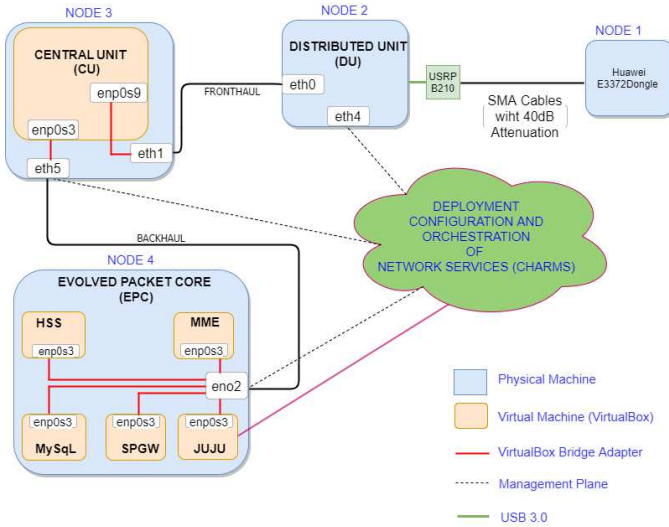 NODE 3
NODE 2
NODE 1
CENTRAL UNIT
(CU)
enp0s9
enp0s3
eth1
eth5
FRONTHAUL
DISTRIBUTED UNIT
(DU)
eth0
eth4
USRP
B210
SMA Cables
wiht 40dB
Attenuation
Huawei
E3372Dongle
BACKHAUL
DEPLOYMENT
CONFIGURATION AND
ORCHESTRATION
OF
NETWORK SERVICES (CHARMS)
NODE 4
EVOLVED PACKET CORE
(EPC)
HSS
enp0s3
MME
enp0s3
eno2
enp0s3
MySqL
enp0s3
SPGW
enp0s3
JUJU
Physical Machine
Virtual Machine (VirtualBox)
VirtualBox Bridge Adapter
Management Plane
USB 3.0